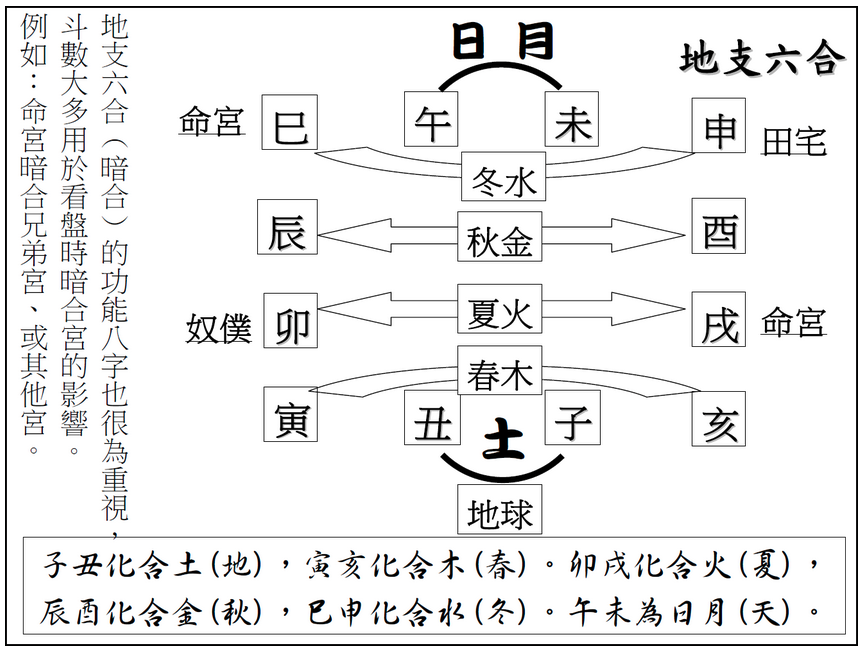 地支六合
地支六合（暗合）的功能八字也很為重視，
斗數大多用於看盤時暗合宮的影響。
例如：命宮暗合兄弟宮、或其他宮。
日 月
命宮 巳 午 未 申 田宅
冬水
辰 秋金 酉
奴僕 卯 夏火 戌 命宮
春木
寅 丑 土 子 亥
地球
子丑化合土(地)，寅亥化合木(春)。卯戌化合火(夏)，
辰酉化合金(秋)，巳申化合水(冬)。午未為日月(天)。